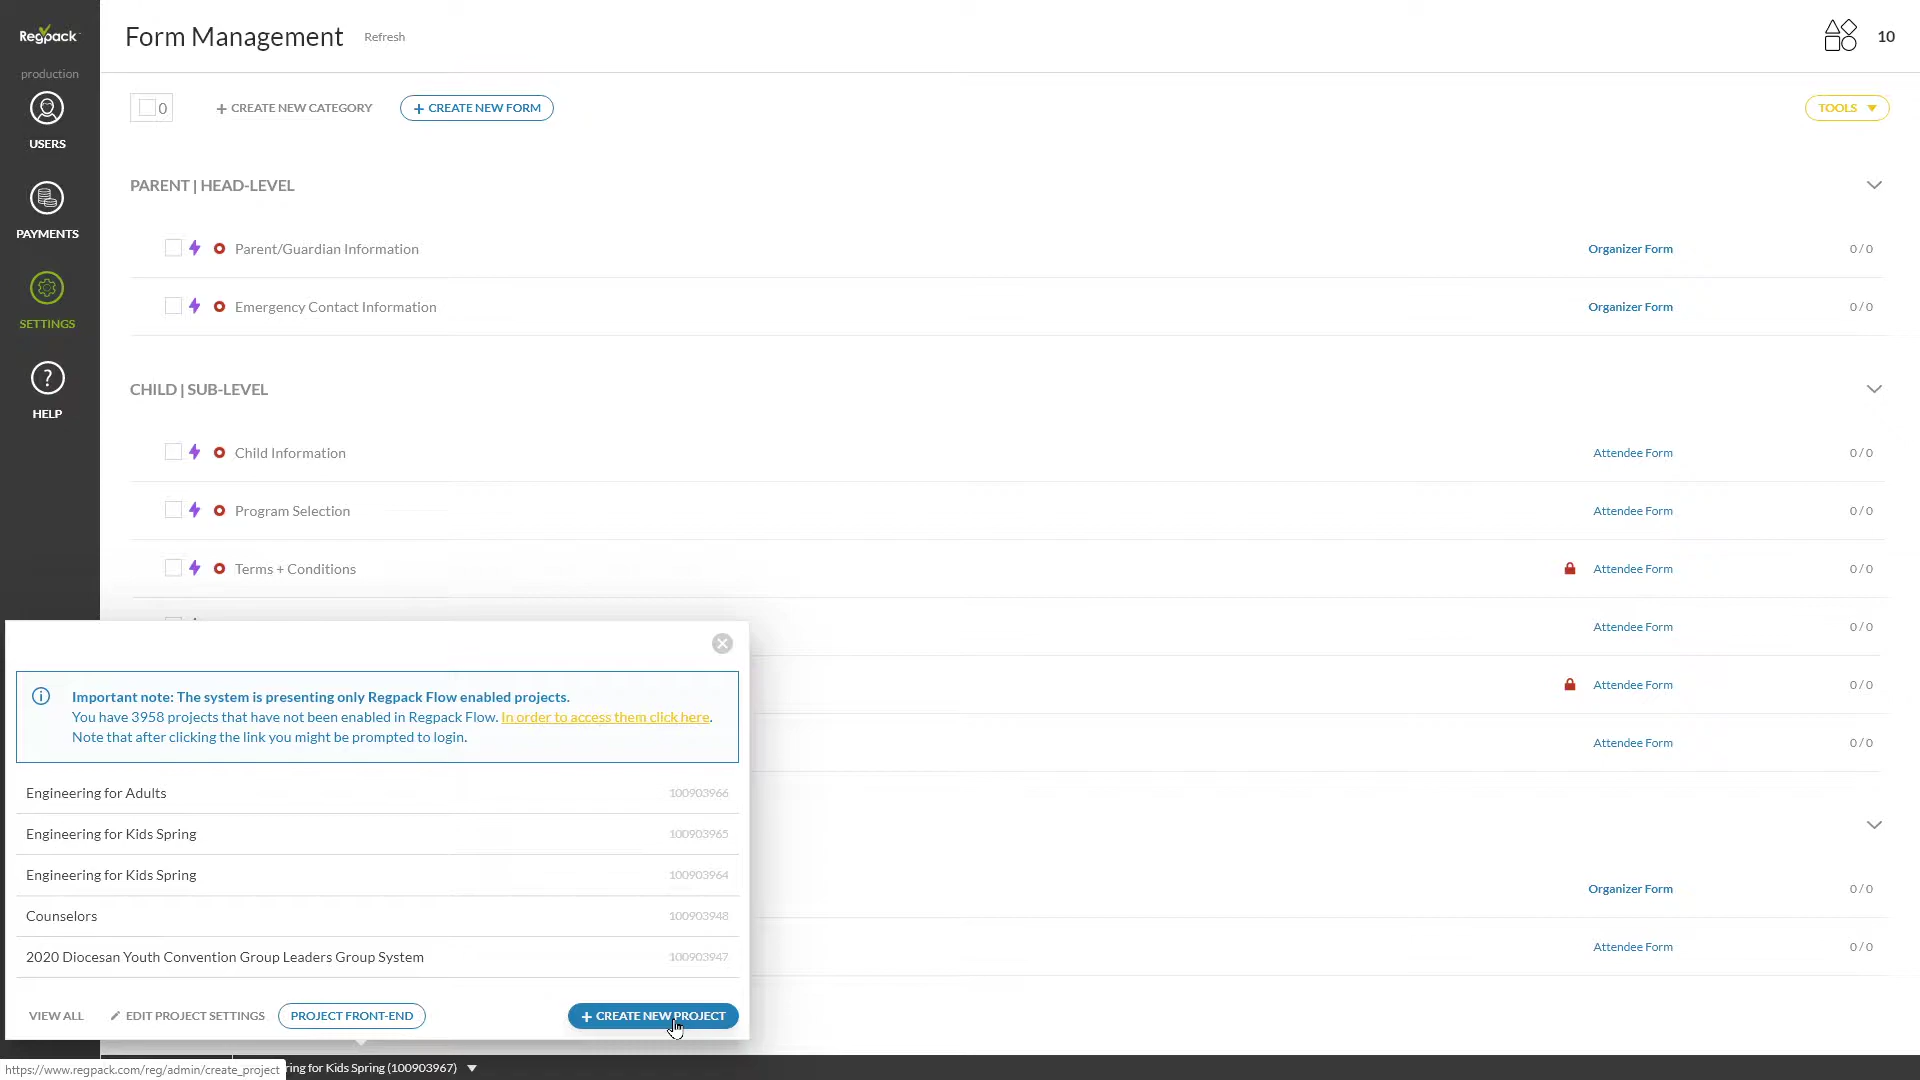 Regpack
production
USERS
PAYMENTS
SETTINGS
HELP
Form Management Refresh
10
0
+ CREATE NEW CATEGORY
+ CREATE NEW FORM
TOOLS
PARENT | HEAD-LEVEL
Parent/Guardian Information Organizer Form 0 / 0
Emergency Contact Information Organizer Form 0 / 0
CHILD | SUB-LEVEL
Child Information Attendee Form 0 / 0
Program Selection Attendee Form 0 / 0
Terms + Conditions Attendee Form 0 / 0
Attendee Form 0 / 0
Attendee Form 0 / 0
Attendee Form 0 / 0
Organizer Form 0 / 0
Attendee Form 0 / 0
Important note: The system is presenting only Regpack Flow enabled projects.
You have 3958 projects that have not been enabled in Regpack Flow. In order to access them click here.
Note that after clicking the link you might be prompted to login.
Engineering for Adults 100903966
Engineering for Kids Spring 100903965
Engineering for Kids Spring 100903964
Counselors 100903948
2020 Diocesan Youth Convention Group Leaders Group System 100903947
VIEW ALL
EDIT PROJECT SETTINGS
PROJECT FRONT-END
+ CREATE NEW PROJECT
https://www.regpack.com/reg/admin/create_project
ring for Kids Spring (100903967)